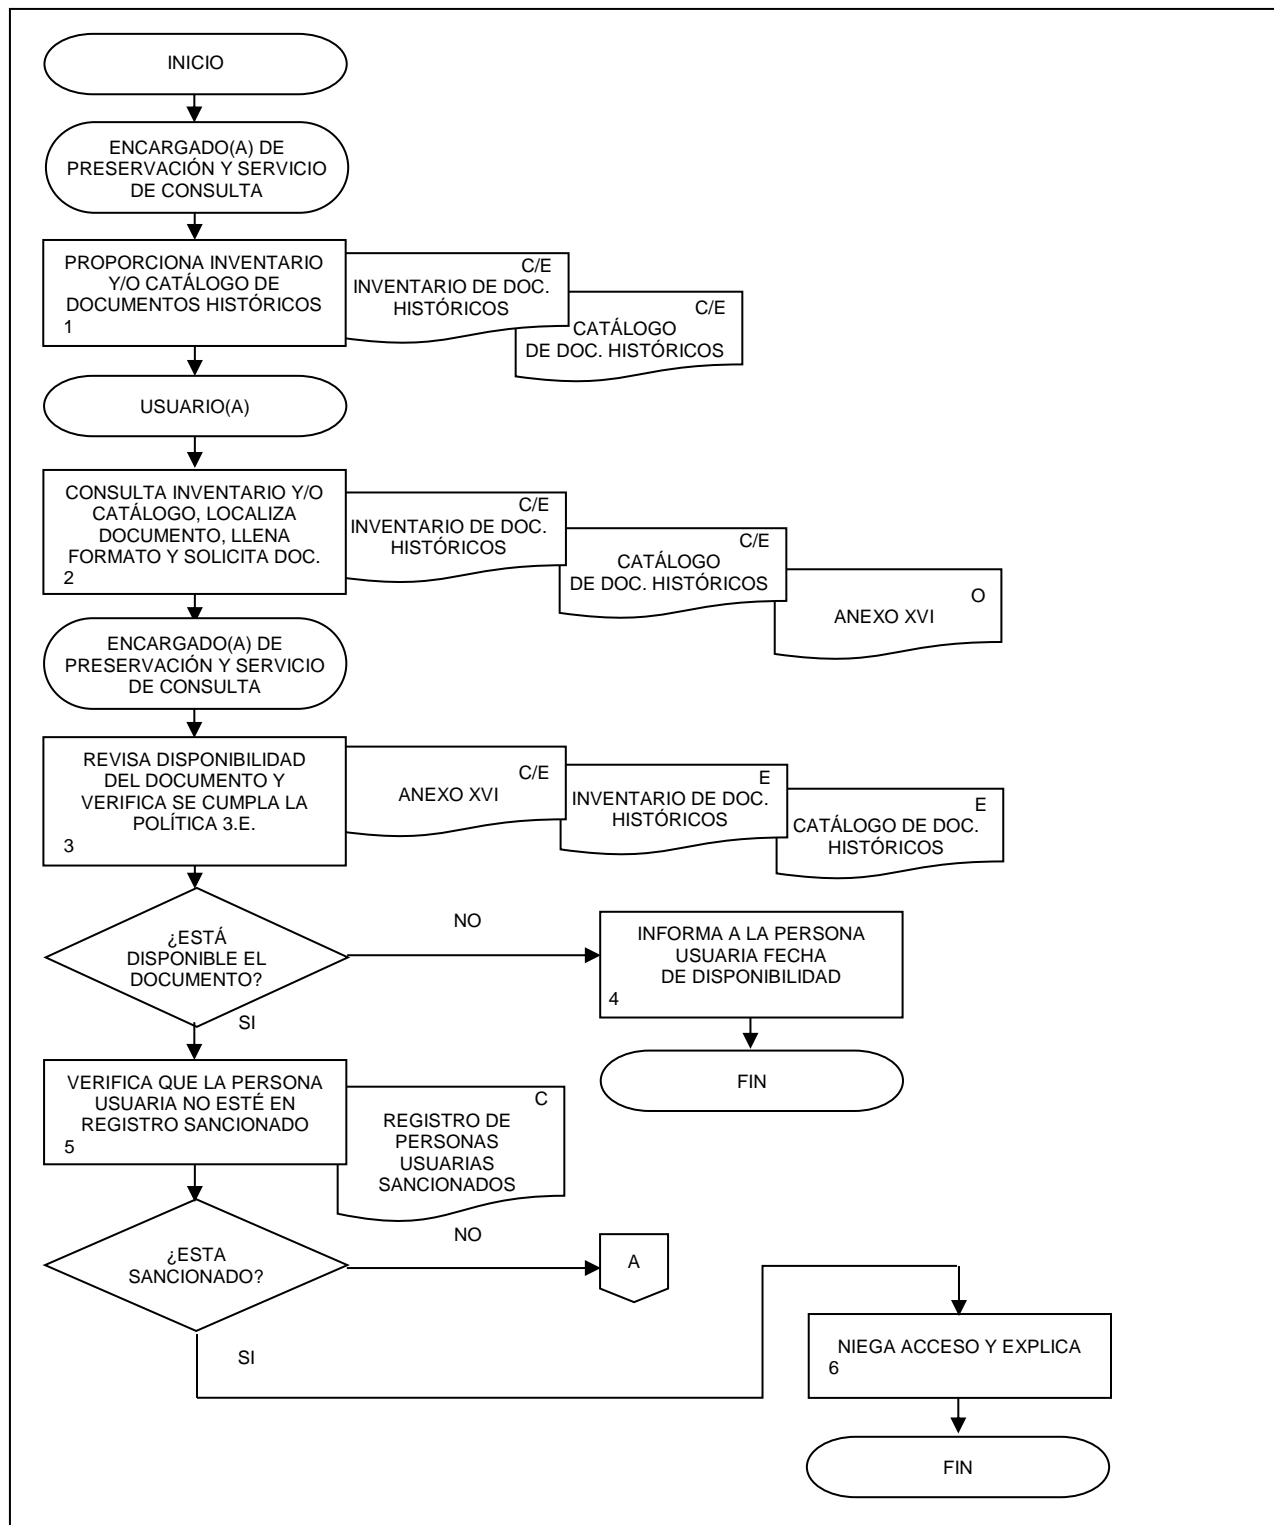 INICIO
ENCARGADO(A) DE
PRESERVACIÓN Y SERVICIO
DE CONSULTA
PROPORCIONA INVENTARIO
Y/O CATÁLOGO DE
DOCUMENTOS HISTÓRICOS
1
C/E
INVENTARIO DE DOC.
HISTÓRICOS
C/E
CATÁLOGO
DE DOC. HISTÓRICOS
USUARIO(A)
CONSULTA INVENTARIO Y/O
CATÁLOGO, LOCALIZA
DOCUMENTO, LLENA
FORMATO Y SOLICITA DOC.
2
C/E
INVENTARIO DE DOC.
HISTÓRICOS
C/E
CATÁLOGO
DE DOC. HISTÓRICOS
O
ANEXO XVI
ENCARGADO(A) DE
PRESERVACIÓN Y SERVICIO
DE CONSULTA
REVISA DISPONIBILIDAD
DEL DOCUMENTO Y
VERIFICA SE CUMPLA LA
POLÍTICA 3.E.
3
C/E
ANEXO XVI
E
INVENTARIO DE DOC.
HISTÓRICOS
E
CATÁLOGO DE DOC.
HISTÓRICOS
¿ESTÁ
DISPONIBLE EL
DOCUMENTO?
NO
INFORMA A LA PERSONA
USUARIA FECHA
DE DISPONIBILIDAD
4
FIN
SI
VERIFICA QUE LA PERSONA
USUARIA NO ESTÉ EN
REGISTRO SANCIONADO
5
C
REGISTRO DE
PERSONAS
USUARIAS
SANCIONADOS
¿ESTA
SANCIONADO?
NO
A
SI
NIEGA ACCESO Y EXPLICA
6
FIN